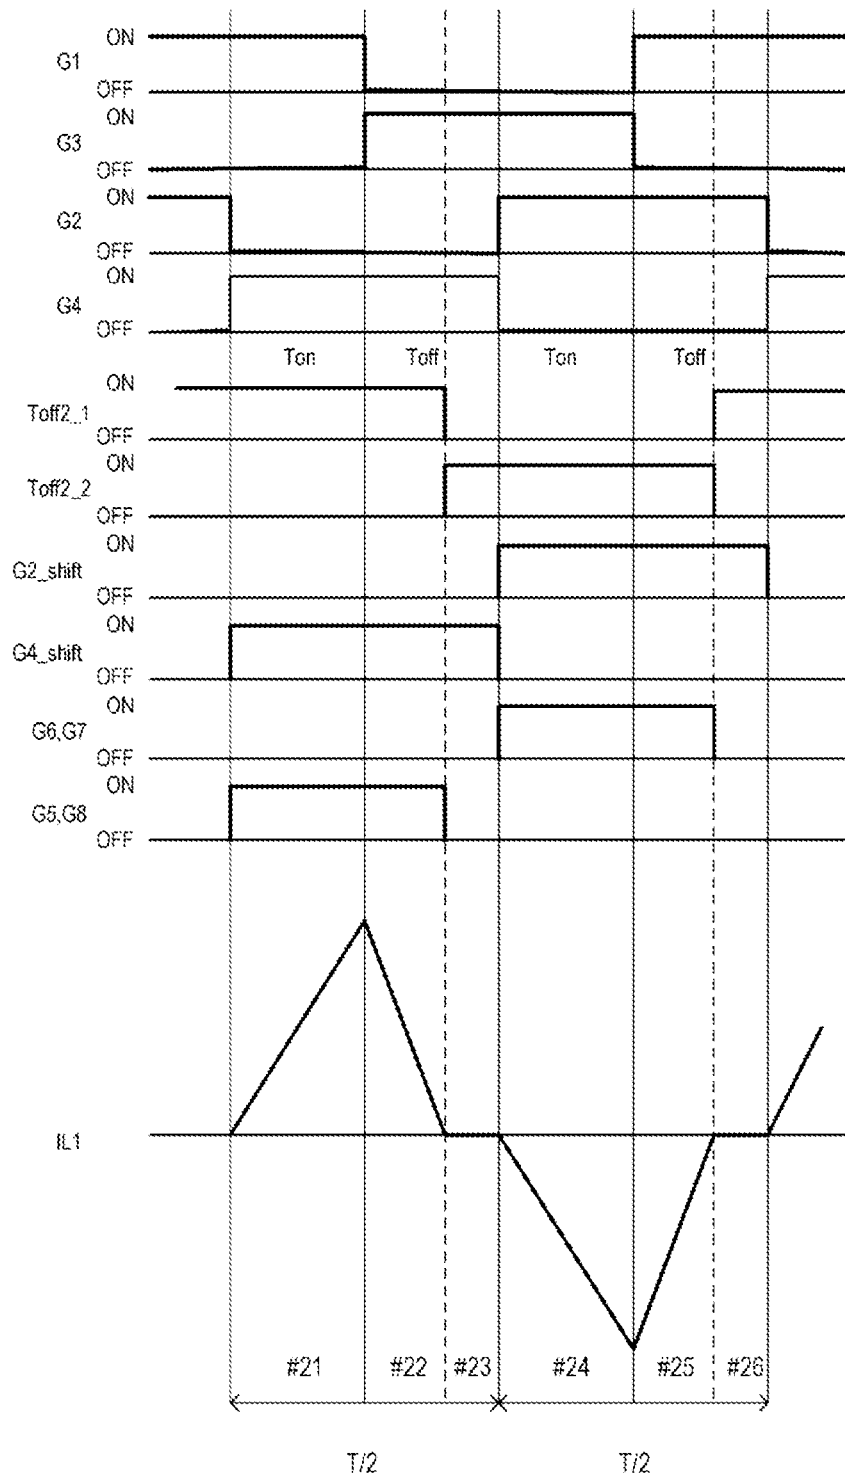 ON
G1
OFF
ON
G3
OFF
ON
G2
OFF
ON
G4
OFF
Ton Toff Ton Toff
ON
Toff2_1
OFF
ON
Toff2_2
OFF
ON
G2_shift
OFF
ON
G4_shift
OFF
ON
G6,G7
OFF
ON
G5,G8
OFF
IL1
#21 #22 #23 #24 #25 #26
T/2 T/2